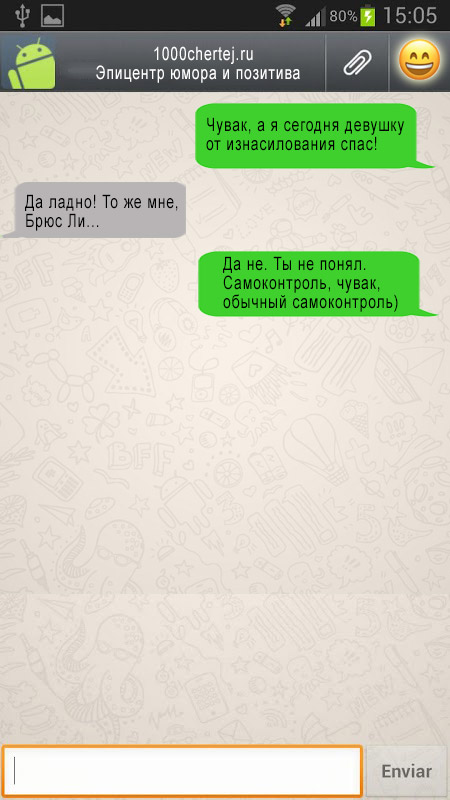 80% 15:05
1000chertej.ru
Эпицентр юмора и позитива
Чувак, а я сегодня девушку
от изнасилования спас!
Да ладно! То же мне,
Брюс Ли...
Да не. Ты не понял.
Самоконтроль, чувак,
обычный самоконтроль)
BFF
Enviar